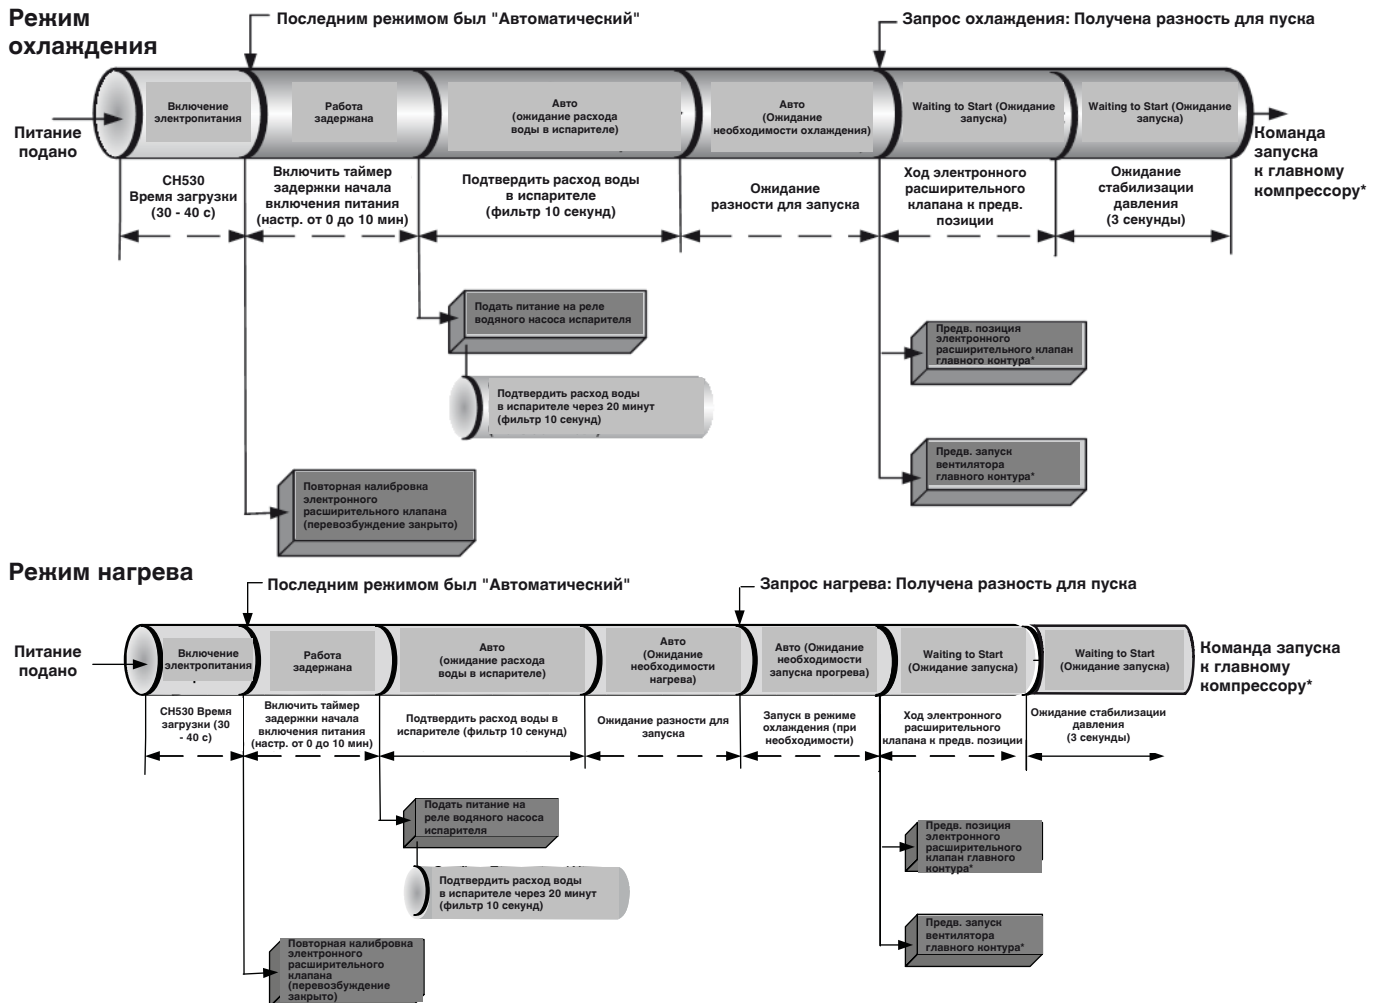 Режим
охлаждения
Последним режимом был "Автоматический"
Запрос охлаждения: Получена разность для пуска
Питание
подано
Включение
электропитания
Работа
задержана
Авто
(ожидание расхода
воды в испарителе)
Авто
(Ожидание
необходимости охлаждения)
Waiting to Start (Ожидание
запуска)
Waiting to Start (Ожидание
запуска)
Команда
запуска
к главному
компрессору*
CH530
Время загрузки
(30 - 40 с)
Включить таймер
задержки начала
включения питания
(настр. от 0 до 10 мин)
Подтвердить расход воды
в испарителе
(фильтр 10 секунд)
Ожидание
разности для запуска
Ход электронного
расширительного
клапана к предв.
позиции
Ожидание
стабилизации
давления
(3 секунды)
Подать питание на реле
водяного насоса испарителя
Подтвердить расход воды
в испарителе через 20 минут
(фильтр 10 секунд)
Повторная калибровка
электронного
расширительного клапана
(перевозбуждение закрыто)
Предв. позиция
электронного
расширительного клапан
главного контура*
Предв. запуск
вентилятора
главного контура*
Режим нагрева
Последним режимом был "Автоматический"
Запрос нагрева: Получена разность для пуска
Питание
подано
Включение
электропитания
Работа
задержана
Авто
(ожидание расхода
воды в испарителе)
Авто
(Ожидание
необходимости
нагрева)
Авто (Ожидание
необходимости
запуска прогрева)
Waiting to Start
(Ожидание запуска)
Waiting to Start
(Ожидание запуска)
Команда запуска
к главному
компрессору*
CH530 Время
загрузки (30
- 40 с)
Включить таймер
задержки начала
включения питания
(настр. от 0 до 10 мин)
Подтвердить расход воды в
испарителе (фильтр 10 секунд)
Ожидание разности для
запуска
Запуск в режиме
охлаждения (при
необходимости)
Ход электронного
расширительного
клапана к предв. позиции
Ожидание стабилизации
давления
(3 секунды)
Подать питание на
реле водяного насоса
испарителя
Подтвердить расход воды
в испарителе через 20 минут
(фильтр 10 секунд)
Повторная калибровка
электронного
расширительного
клапана
(перевозбуждение
закрыто)
Предв. позиция
электронного
расширительного
клапан главного
контура*
Предв. запуск
вентилятора
главного контура*